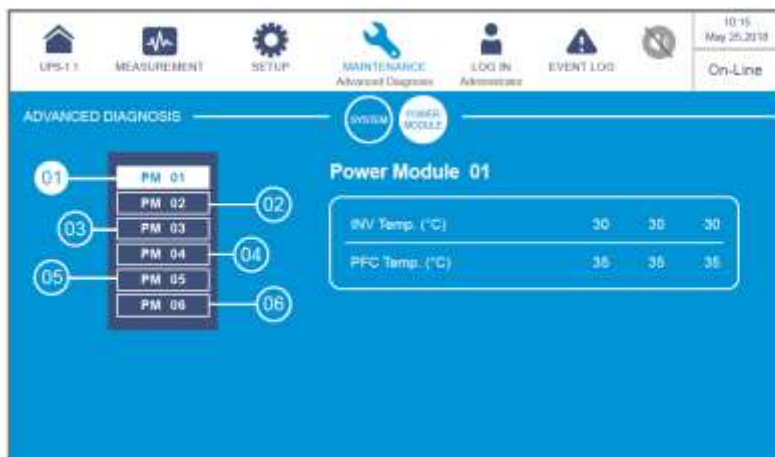 10:15
May 25,2018
UPS-1 1
MEASUREMENT
SETUP
MAINTENANCE
Advanced Diagnosis
LOG IN
Administrator
EVENT LOG
On-Line
ADVANCED DIAGNOSIS
SYSTEM
POWER MODULE
01
PM 01
Power Module 01
PM 02
02
03
PM 03
INV Temp. (°C) 30 30 30
PM 04
04
PFC Temp. (°C) 35 35 35
05
PM 05
PM 06
06